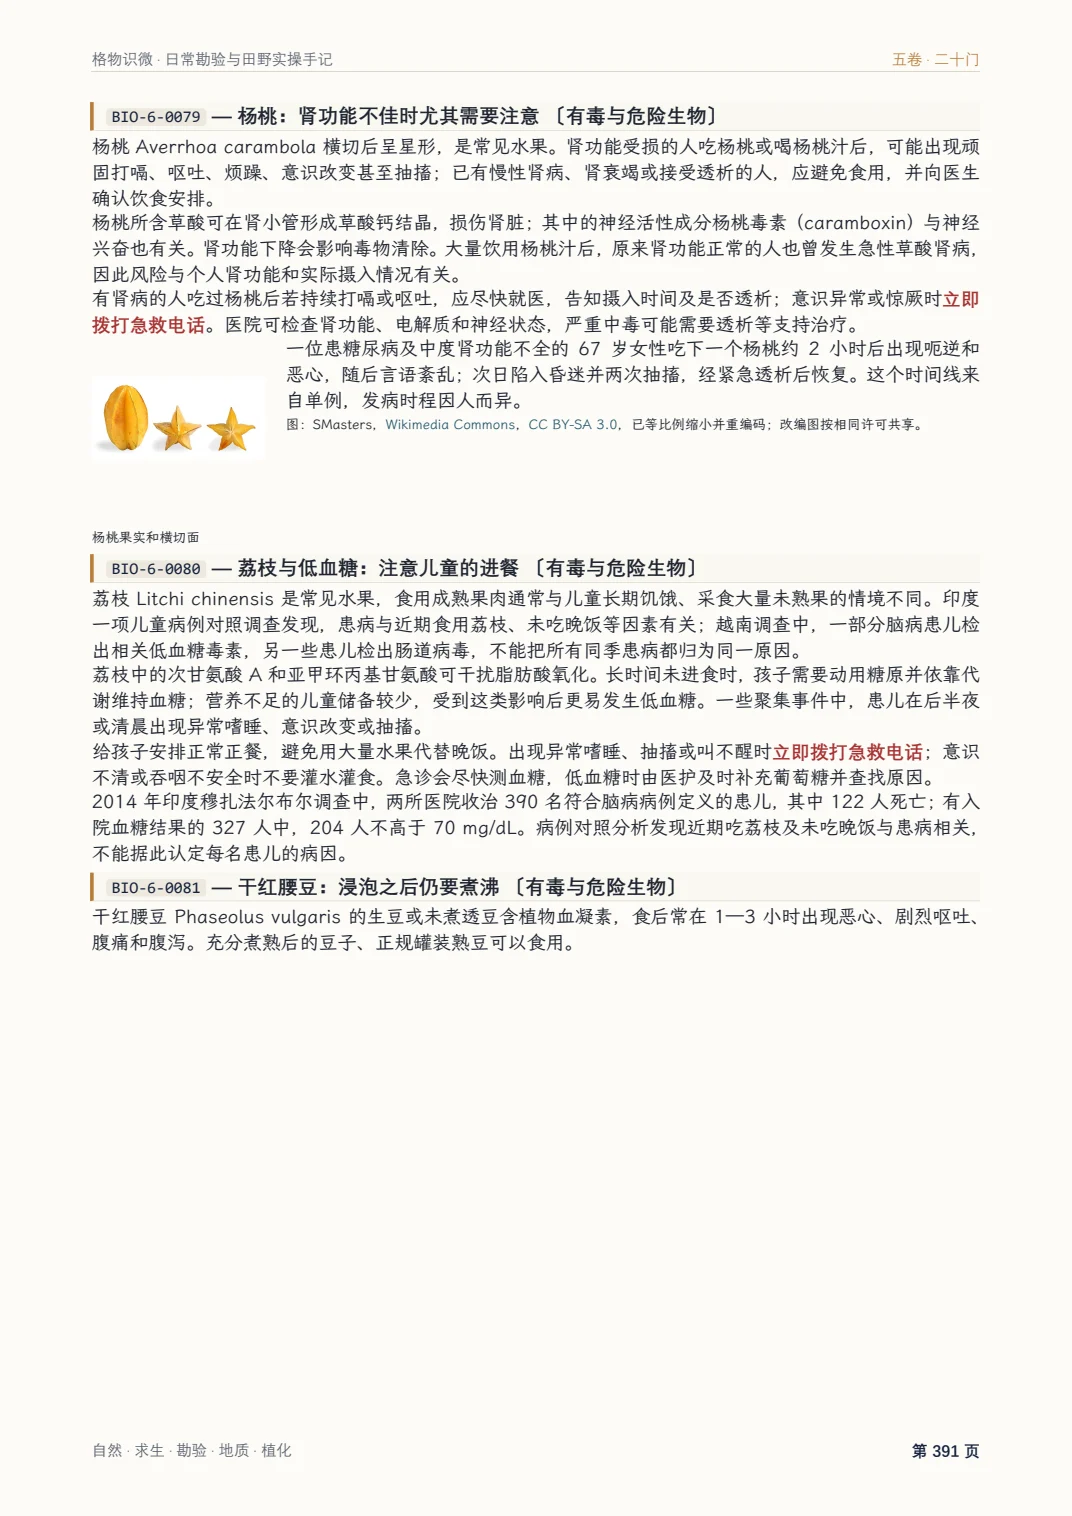 格物识微 · 日常勘验与田野实操手记
五卷 · 二十门
BIO-6-0079 — 杨桃：肾功能不佳时尤其需要注意 〔有毒与危险生物〕
杨桃 Averrhoa carambola 横切后呈星形，是常见水果。肾功能受损的人吃杨桃或喝杨桃汁后，可能出现顽
固打嗝、呕吐、烦躁、意识改变甚至抽搐；已有慢性肾病、肾衰竭或接受透析的人，应避免食用，并向医生
确认饮食安排。
杨桃所含草酸可在肾小管形成草酸钙结晶，损伤肾脏；其中的神经活性成分杨桃毒素（caramboxin）与神经
兴奋也有关。肾功能下降会影响毒物清除。大量饮用杨桃汁后，原来肾功能正常的人也曾发生急性草酸肾病，
因此风险与个人肾功能和实际摄入情况有关。
有肾病的人吃过杨桃后若持续打嗝或呕吐，应尽快就医，告知摄入时间及是否透析；意识异常或惊厥时立即
拨打急救电话。医院可检查肾功能、电解质和神经状态，严重中毒可能需要透析等支持治疗。
一位患糖尿病及中度肾功能不全的 67 岁女性吃下一个杨桃约 2 小时后出现呃逆和
恶心，随后言语紊乱；次日陷入昏迷并两次抽搐，经紧急透析后恢复。这个时间线来
自单例，发病时程因人而异。
图：SMasters，Wikimedia Commons，CC BY-SA 3.0，已等比例缩小并重编码；改编图按相同许可共享。
杨桃果实和横切面
BIO-6-0080 — 荔枝与低血糖：注意儿童的进餐 〔有毒与危险生物〕
荔枝 Litchi chinensis 是常见水果，食用成熟果肉通常与儿童长期饥饿、采食大量未熟果的情境不同。印度
一项儿童病例对照调查发现，患病与近期食用荔枝、未吃晚饭等因素有关；越南调查中，一部分脑病患儿检
出相关低血糖毒素，另一些患儿检出肠道病毒，不能把所有同季患病都归为同一原因。
荔枝中的次甘氨酸 A 和亚甲环丙基甘氨酸可干扰脂肪酸氧化。长时间未进食时，孩子需要动用糖原并依靠代
谢维持血糖；营养不足的儿童储备较少，受到这类影响后更易发生低血糖。一些聚集事件中，患儿在后半夜
或清晨出现异常嗜睡、意识改变或抽搐。
给孩子安排正常正餐，避免用大量水果代替晚饭。出现异常嗜睡、抽搐或叫不醒时立即拨打急救电话；意识
不清或吞咽不安全时不要灌水灌食。急诊会尽快测血糖，低血糖时由医护及时补充葡萄糖并查找原因。
2014 年印度穆扎法尔布尔调查中，两所医院收治 390 名符合脑病病例定义的患儿，其中 122 人死亡；有入
院血糖结果的 327 人中，204 人不高于 70 mg/dL。病例对照分析发现近期吃荔枝及未吃晚饭与患病相关，
不能据此认定每名患儿的病因。
BIO-6-0081 — 干红腰豆：浸泡之后仍要煮沸 〔有毒与危险生物〕
干红腰豆 Phaseolus vulgaris 的生豆或未煮透豆含植物血凝素，食后常在 1—3 小时出现恶心、剧烈呕吐、
腹痛和腹泻。充分煮熟后的豆子、正规罐装熟豆可以食用。
自然 · 求生 · 勘验 · 地质 · 植化
第 391 页